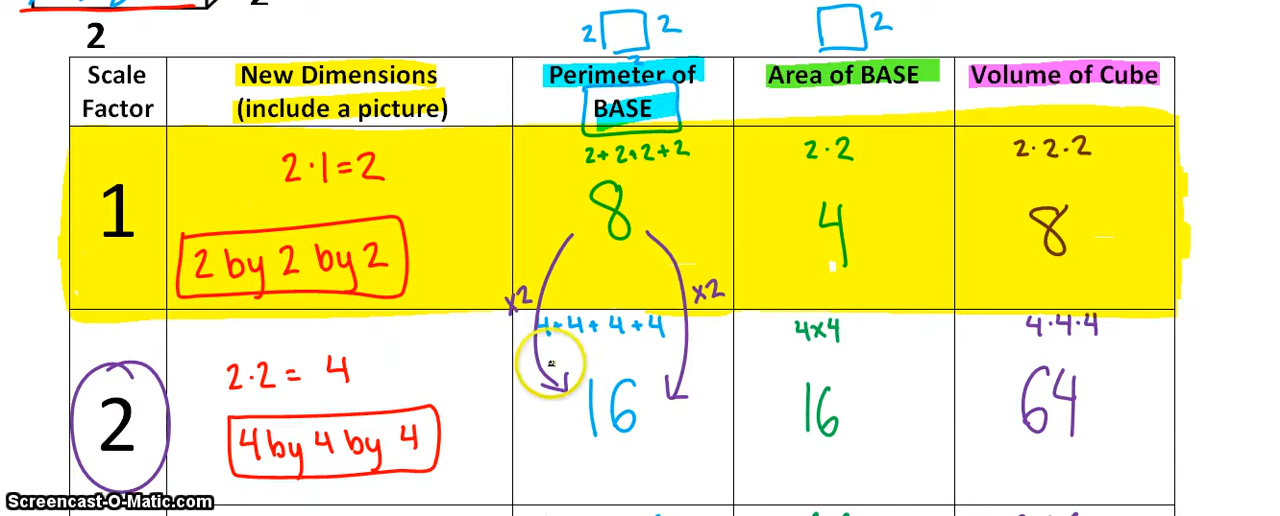 2
2
2 2 2
2
Scale Factor
New Dimensions (include a picture)
Perimeter of BASE
Area of BASE
Volume of Cube
1
2·1=2
2 by 2 by 2
2+2+2+2
8
2·2
4
2·2·2
8
x2
x2
2
2·2= 4
4 by 4 by 4
4+4+4+4
16
4x4
16
4·4·4
64
Screencast-O-Matic.com